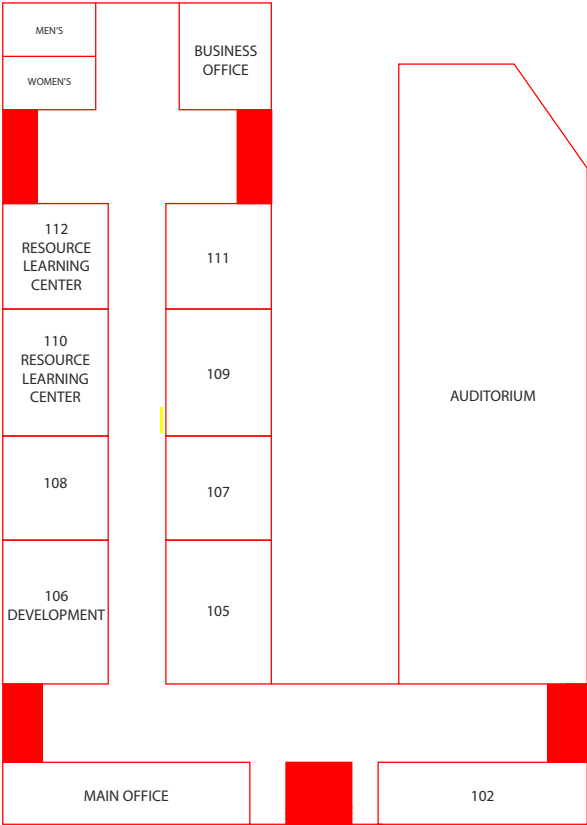 MEN'S
WOMEN'S
BUSINESS
OFFICE
112
RESOURCE
LEARNING
CENTER
111
110
RESOURCE
LEARNING
CENTER
109
AUDITORIUM
108
107
106
DEVELOPMENT
105
MAIN OFFICE
102